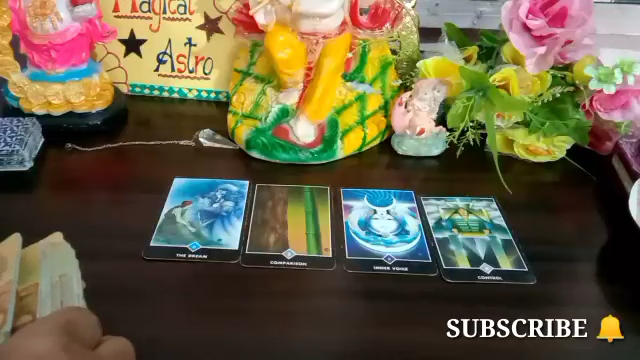 Magical
Astro
THE DREAM
COMPARISON
INNER VOICE
CONTROL
SUBSCRIBE